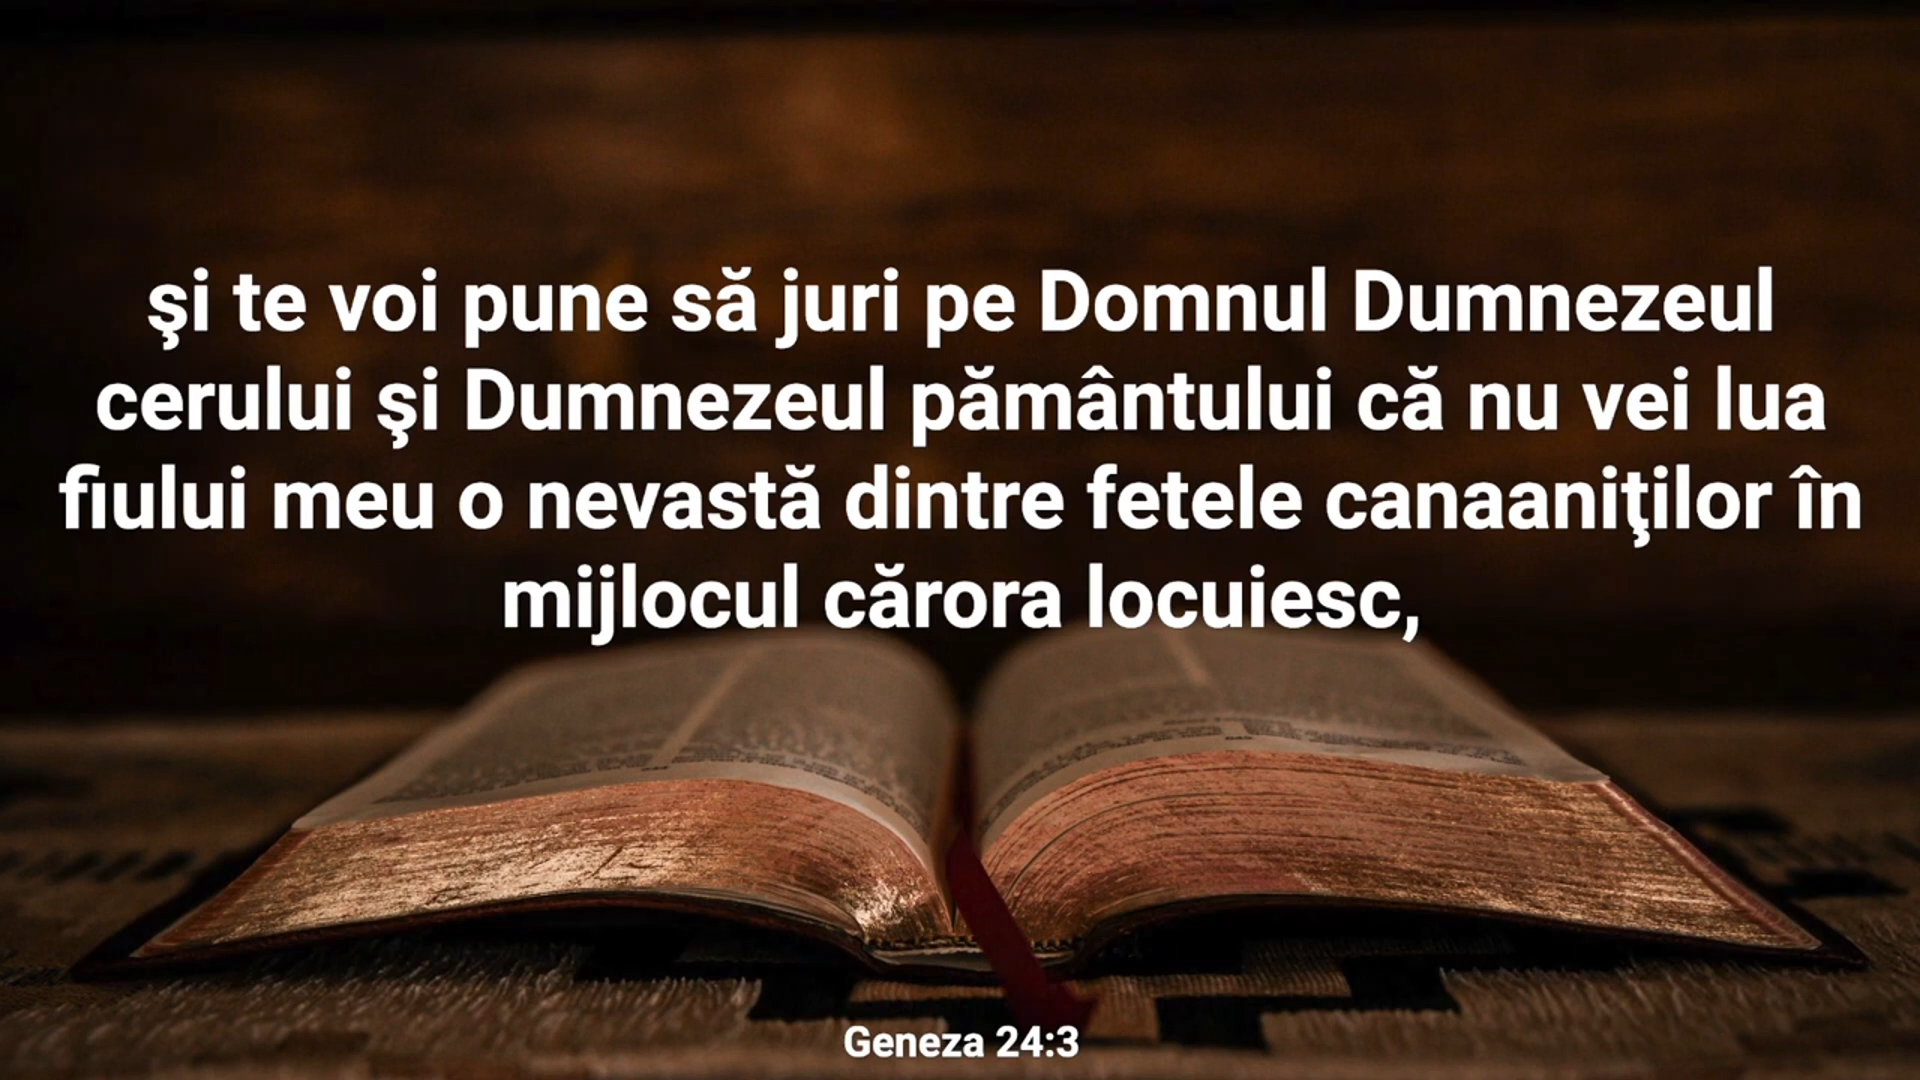 şi te voi pune să juri pe Domnul Dumnezeul
cerului şi Dumnezeul pământului că nu vei lua
fiului meu o nevastă dintre fetele canaaniţilor în
mijlocul cărora locuiesc,
Geneza 24:3